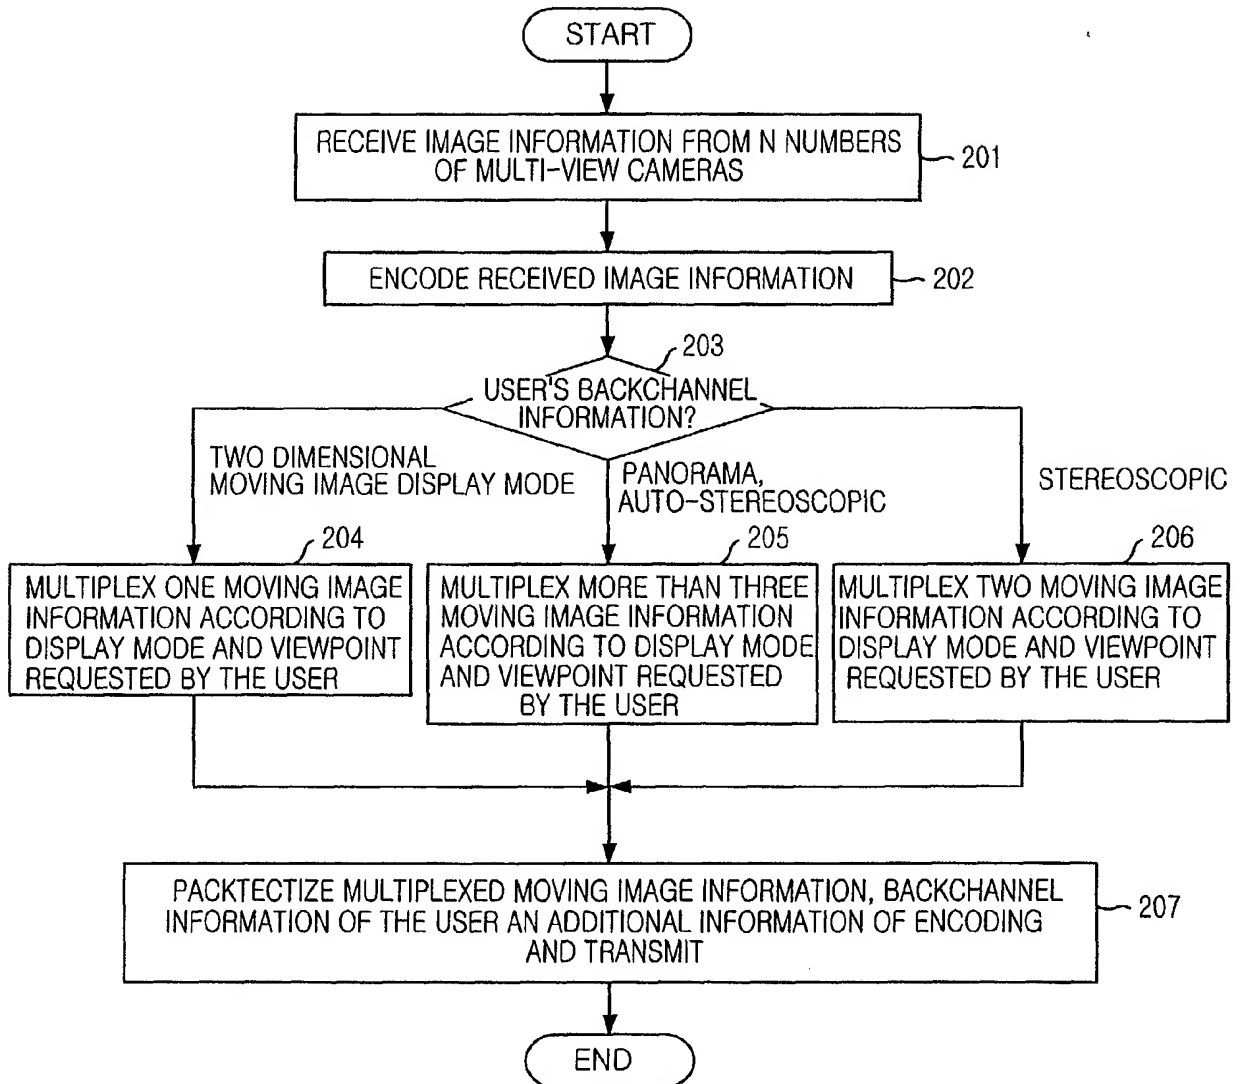 START
RECEIVE IMAGE INFORMATION FROM N NUMBERS
OF MULTI-VIEW CAMERAS
201
ENCODE RECEIVED IMAGE INFORMATION
202
203
USER'S BACKCHANNEL
INFORMATION?
TWO DIMENSIONAL
MOVING IMAGE DISPLAY MODE
PANORAMA,
AUTO-STEREOSCOPIC
STEREOSCOPIC
204
MULTIPLEX ONE MOVING IMAGE
INFORMATION ACCORDING TO
DISPLAY MODE AND VIEWPOINT
REQUESTED BY THE USER
205
MULTIPLEX MORE THAN THREE
MOVING IMAGE INFORMATION
ACCORDING TO DISPLAY MODE
AND VIEWPOINT REQUESTED
BY THE USER
206
MULTIPLEX TWO MOVING IMAGE
INFORMATION ACCORDING TO
DISPLAY MODE AND VIEWPOINT
REQUESTED BY THE USER
PACKTECTIZE MULTIPLEXED MOVING IMAGE INFORMATION, BACKCHANNEL
INFORMATION OF THE USER AN ADDITIONAL INFORMATION OF ENCODING
AND TRANSMIT
207
END